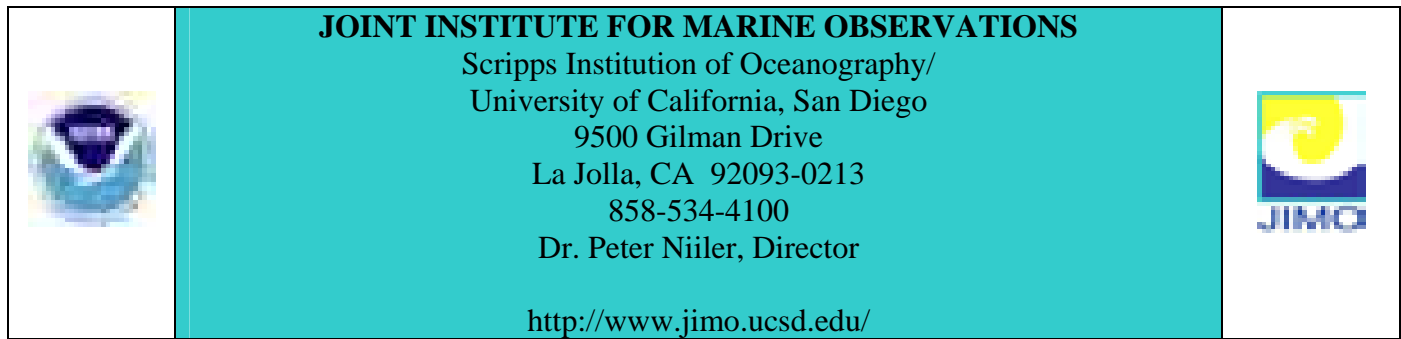 JOINT INSTITUTE FOR MARINE OBSERVATIONS
Scripps Institution of Oceanography/
University of California, San Diego
9500 Gilman Drive
La Jolla, CA 92093-0213
858-534-4100
Dr. Peter Niiler, Director
http://www.jimo.ucsd.edu/
JIMO